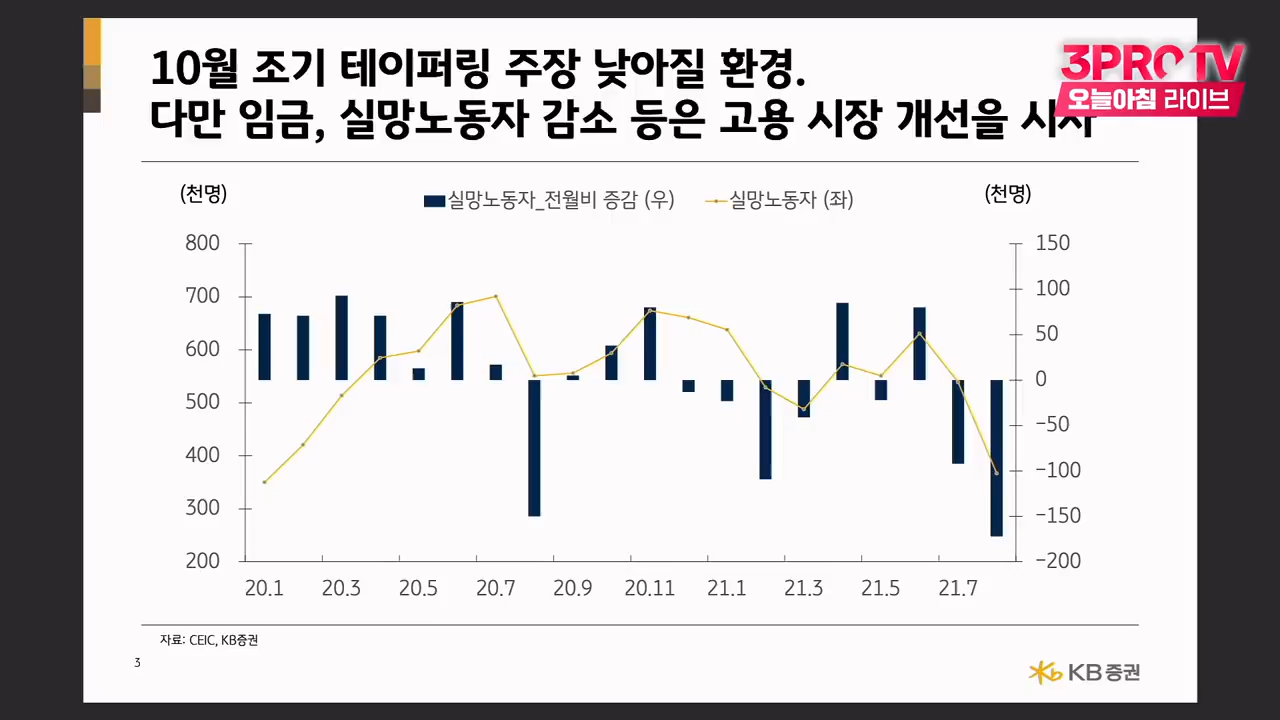 10월 조기 테이퍼링 주장 낮아질 환경.
다만 임금, 실망노동자 감소 등은 고용 시장 개선을
3PRO TV
오늘아침 라이브
(천명) 실망노동자_전월비 증감 (우) 실망노동자 (좌) (천명)
800 150
700 100
600 50
500 0
400 -50
300 -100
200 -150
-200
20.1 20.3 20.5 20.7 20.9 20.11 21.1 21.3 21.5 21.7
자료: CEIC, KB증권
3
KB증권